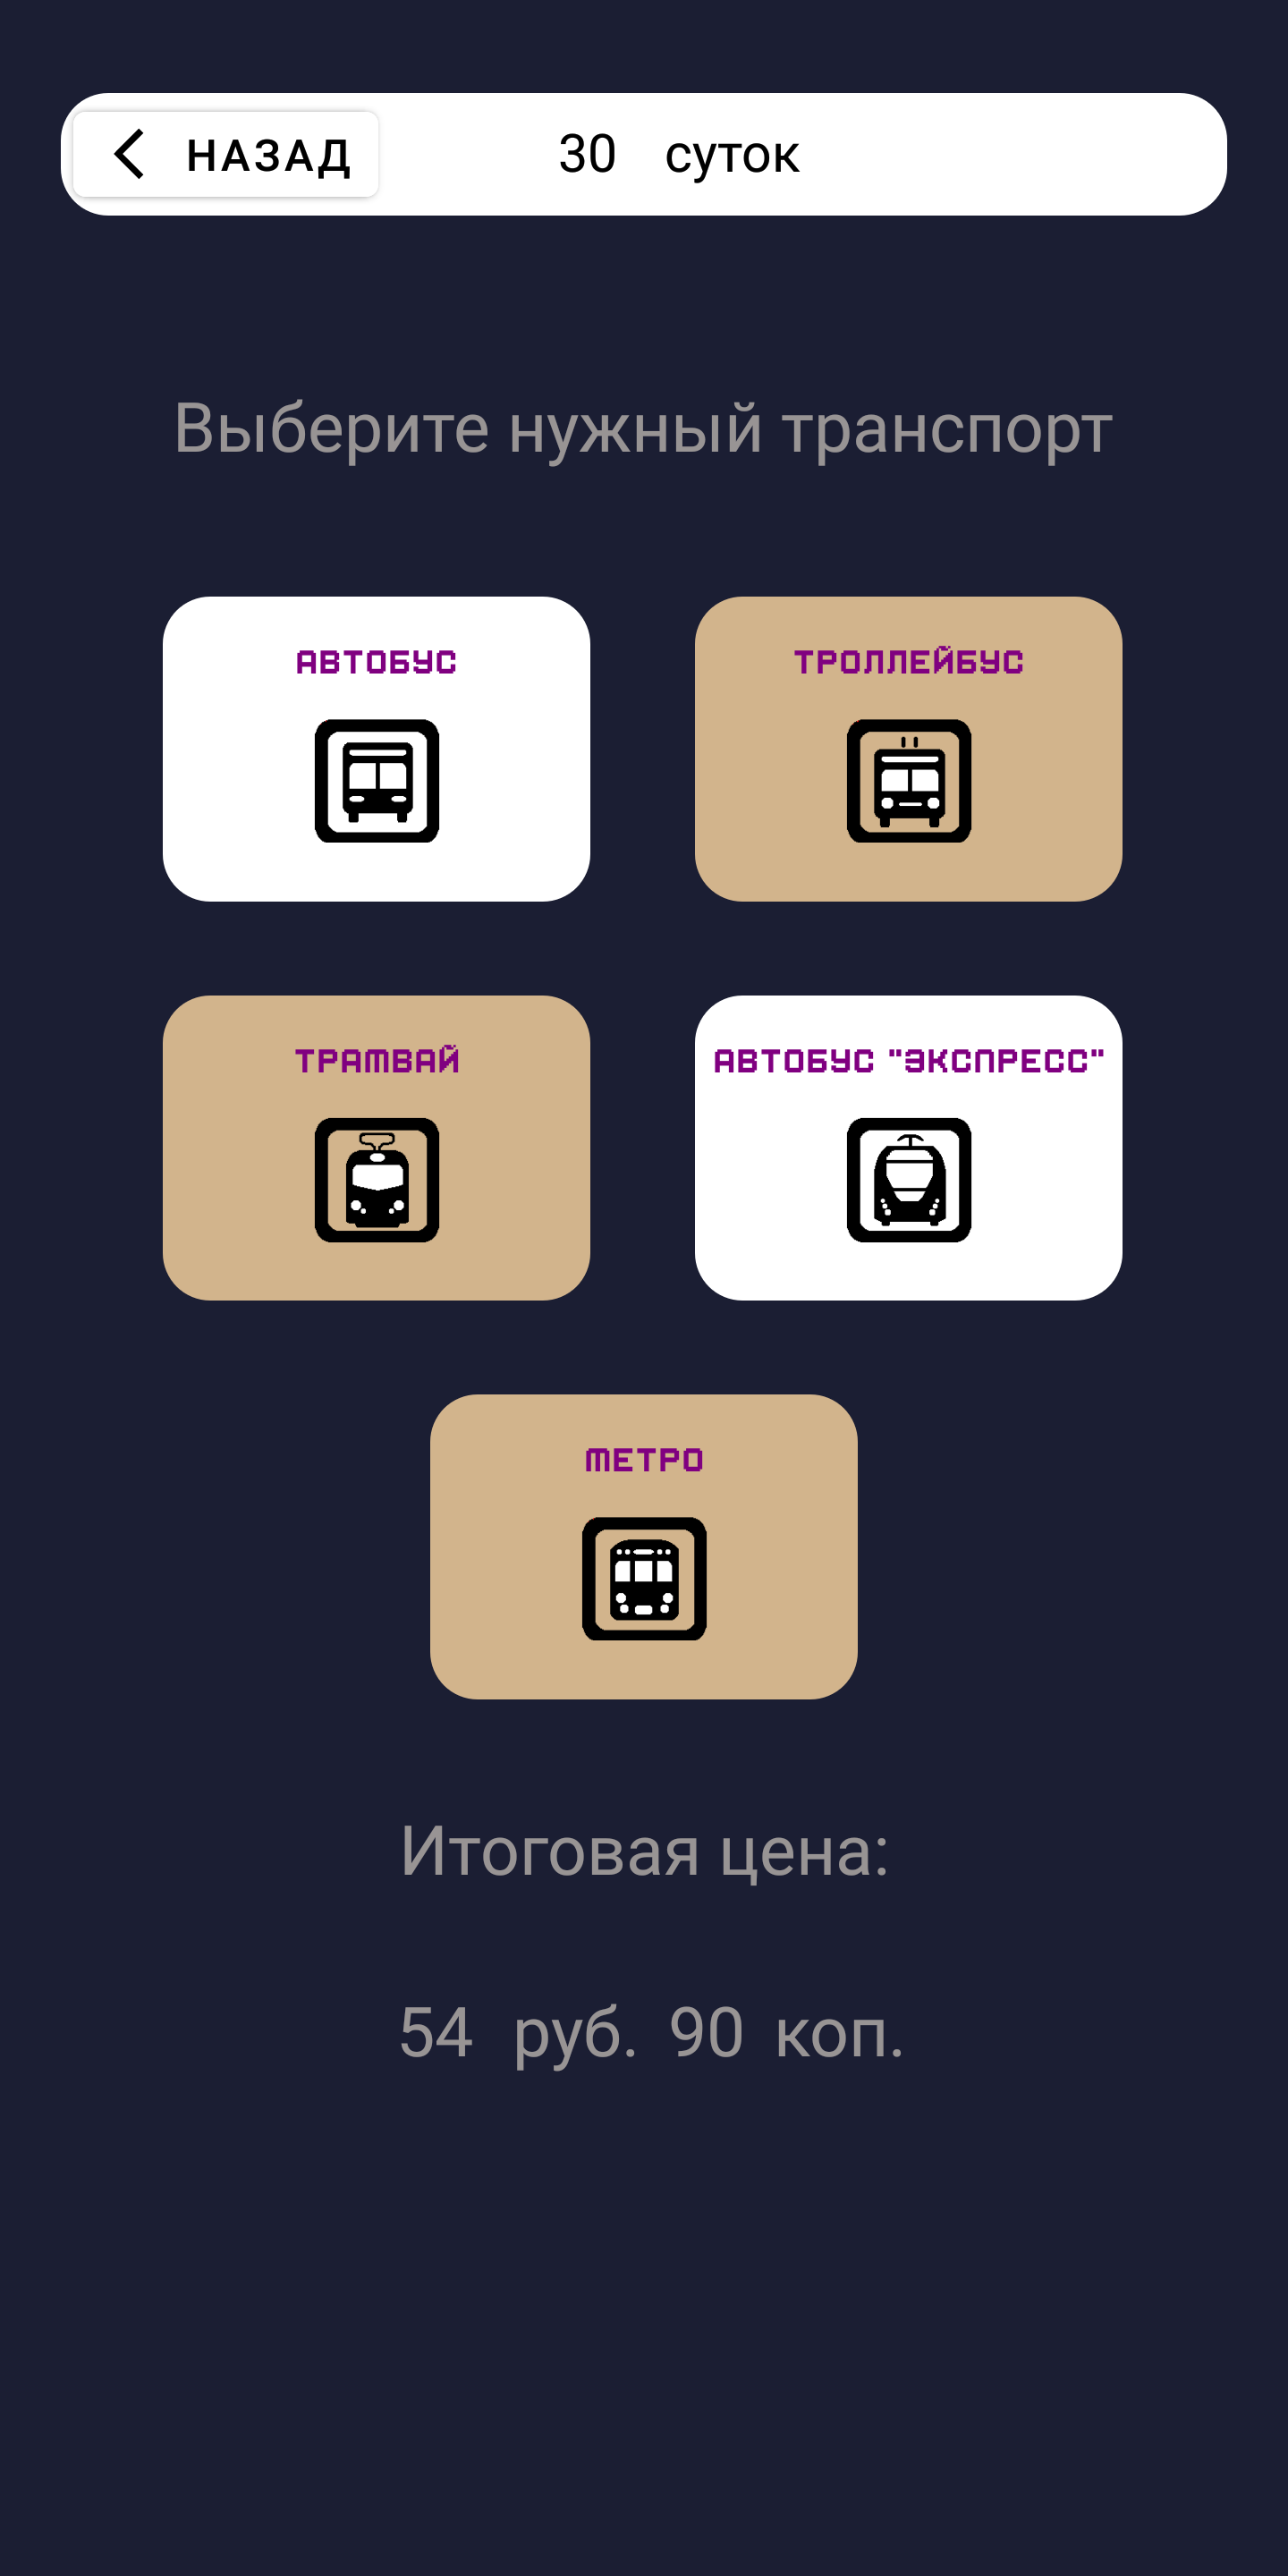 НАЗАД 30 суток
Выберите нужный транспорт
АВТОБУС ТРОЛЛЕЙБУС
ТРАМВАЙ АВТОБУС "ЭКСПРЕСС"
МЕТРО
Итоговая цена:
54 руб. 90 коп.